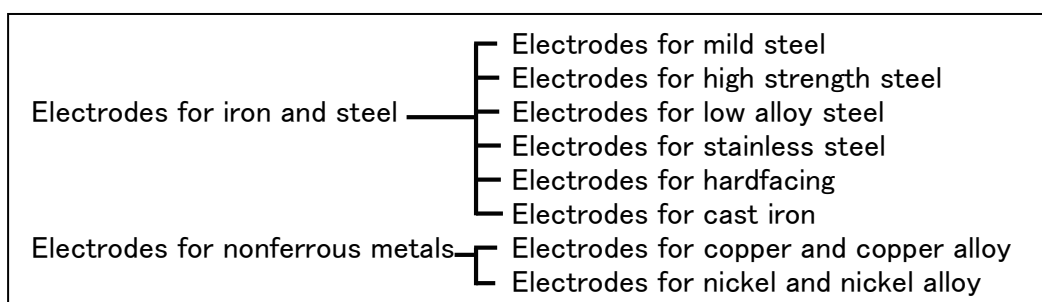 Electrodes for iron and steel
Electrodes for mild steel
Electrodes for high strength steel
Electrodes for low alloy steel
Electrodes for stainless steel
Electrodes for hardfacing
Electrodes for cast iron
Electrodes for nonferrous metals
Electrodes for copper and copper alloy
Electrodes for nickel and nickel alloy